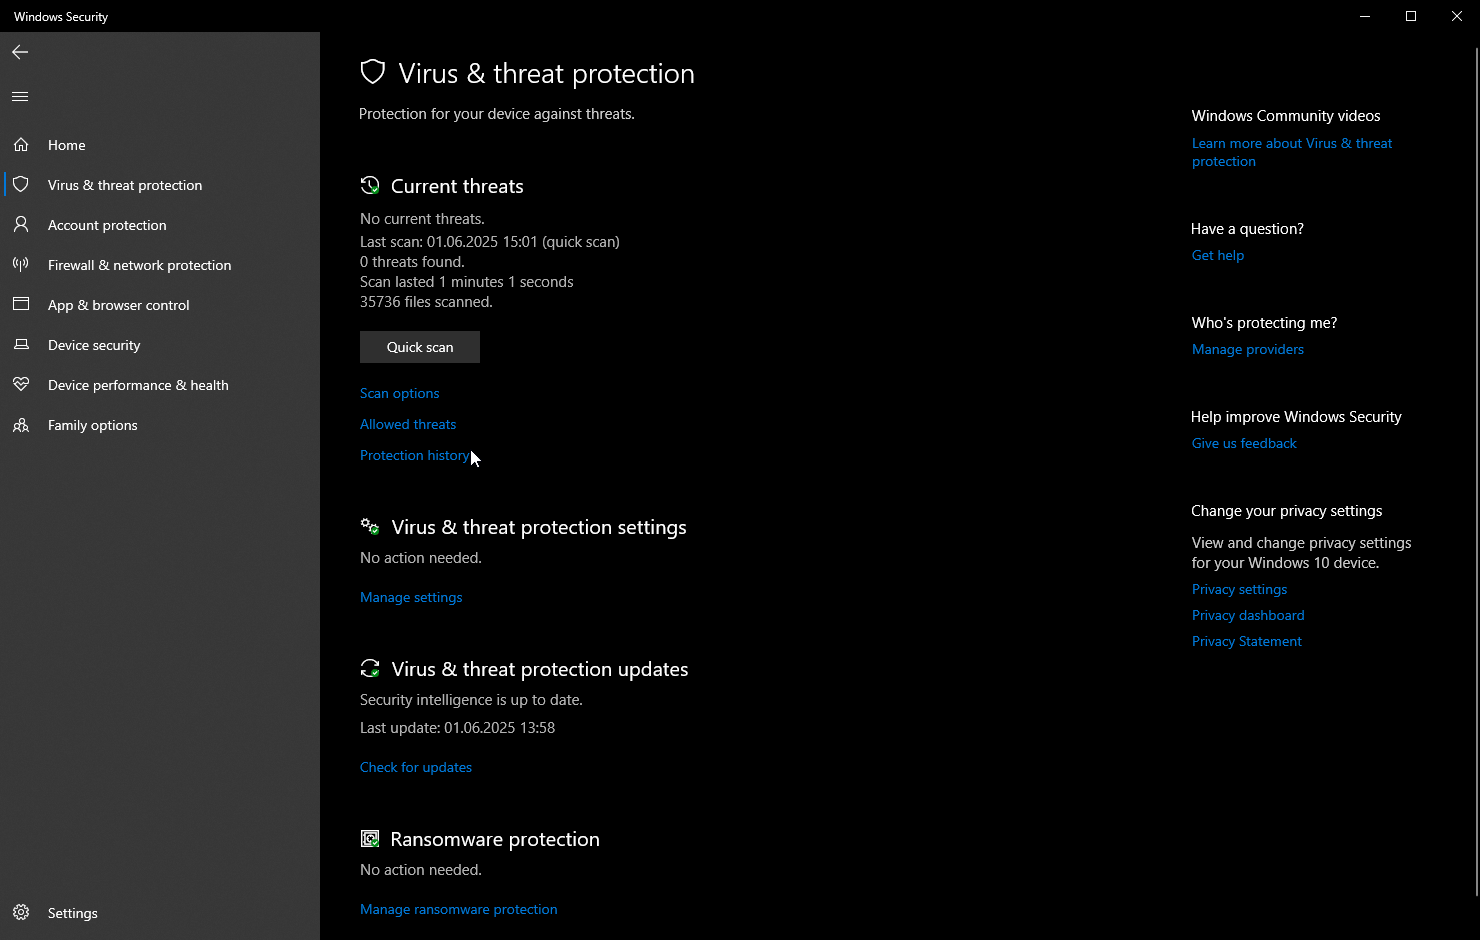 Windows Security
Home
Virus & threat protection
Account protection
Firewall & network protection
App & browser control
Device security
Device performance & health
Family options
Settings
Virus & threat protection
Protection for your device against threats.
Current threats
No current threats.
Last scan: 01.06.2025 15:01 (quick scan)
0 threats found.
Scan lasted 1 minutes 1 seconds
35736 files scanned.
Quick scan
Scan options
Allowed threats
Protection history
Virus & threat protection settings
No action needed.
Manage settings
Virus & threat protection updates
Security intelligence is up to date.
Last update: 01.06.2025 13:58
Check for updates
Ransomware protection
No action needed.
Manage ransomware protection
Windows Community videos
Learn more about Virus & threat
protection
Have a question?
Get help
Who's protecting me?
Manage providers
Help improve Windows Security
Give us feedback
Change your privacy settings
View and change privacy settings
for your Windows 10 device.
Privacy settings
Privacy dashboard
Privacy Statement